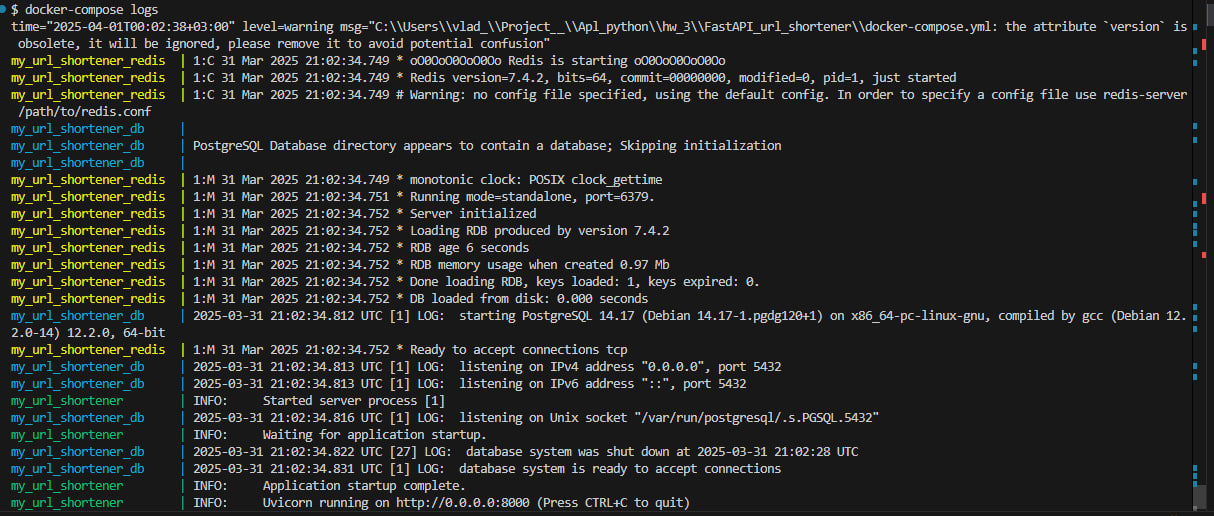 $ docker-compose logs
time="2025-04-01T00:02:38+03:00" level=warning msg="C:\\Users\\vlad_\\Project__\\Apl_python\\hw_3\\FastAPI_url_shortener\\docker-compose.yml: the attribute `version` is
obsolete, it will be ignored, please remove it to avoid potential confusion"
my_url_shortener_redis | 1:C 31 Mar 2025 21:02:34.749 * oO0OoO0OoO0Oo Redis is starting oO0OoO0OoO0Oo
my_url_shortener_redis | 1:C 31 Mar 2025 21:02:34.749 * Redis version=7.4.2, bits=64, commit=00000000, modified=0, pid=1, just started
my_url_shortener_redis | 1:C 31 Mar 2025 21:02:34.749 # Warning: no config file specified, using the default config. In order to specify a config file use redis-server
/path/to/redis.conf
my_url_shortener_db |
my_url_shortener_db | PostgreSQL Database directory appears to contain a database; Skipping initialization
my_url_shortener_db |
my_url_shortener_redis | 1:M 31 Mar 2025 21:02:34.749 * monotonic clock: POSIX clock_gettime
my_url_shortener_redis | 1:M 31 Mar 2025 21:02:34.751 * Running mode=standalone, port=6379.
my_url_shortener_redis | 1:M 31 Mar 2025 21:02:34.752 * Server initialized
my_url_shortener_redis | 1:M 31 Mar 2025 21:02:34.752 * Loading RDB produced by version 7.4.2
my_url_shortener_redis | 1:M 31 Mar 2025 21:02:34.752 * RDB age 6 seconds
my_url_shortener_redis | 1:M 31 Mar 2025 21:02:34.752 * RDB memory usage when created 0.97 Mb
my_url_shortener_redis | 1:M 31 Mar 2025 21:02:34.752 * Done loading RDB, keys loaded: 1, keys expired: 0.
my_url_shortener_redis | 1:M 31 Mar 2025 21:02:34.752 * DB loaded from disk: 0.000 seconds
my_url_shortener_db | 2025-03-31 21:02:34.812 UTC [1] LOG:  starting PostgreSQL 14.17 (Debian 14.17-1.pgdg120+1) on x86_64-pc-linux-gnu, compiled by gcc (Debian 12.
2.0-14) 12.2.0, 64-bit
my_url_shortener_redis | 1:M 31 Mar 2025 21:02:34.752 * Ready to accept connections tcp
my_url_shortener_db | 2025-03-31 21:02:34.813 UTC [1] LOG:  listening on IPv4 address "0.0.0.0", port 5432
my_url_shortener_db | 2025-03-31 21:02:34.813 UTC [1] LOG:  listening on IPv6 address "::", port 5432
my_url_shortener | INFO:     Started server process [1]
my_url_shortener_db | 2025-03-31 21:02:34.816 UTC [1] LOG:  listening on Unix socket "/var/run/postgresql/.s.PGSQL.5432"
my_url_shortener | INFO:     Waiting for application startup.
my_url_shortener_db | 2025-03-31 21:02:34.822 UTC [27] LOG:  database system was shut down at 2025-03-31 21:02:28 UTC
my_url_shortener_db | 2025-03-31 21:02:34.831 UTC [1] LOG:  database system is ready to accept connections
my_url_shortener | INFO:     Application startup complete.
my_url_shortener | INFO:     Uvicorn running on http://0.0.0.0:8000 (Press CTRL+C to quit)